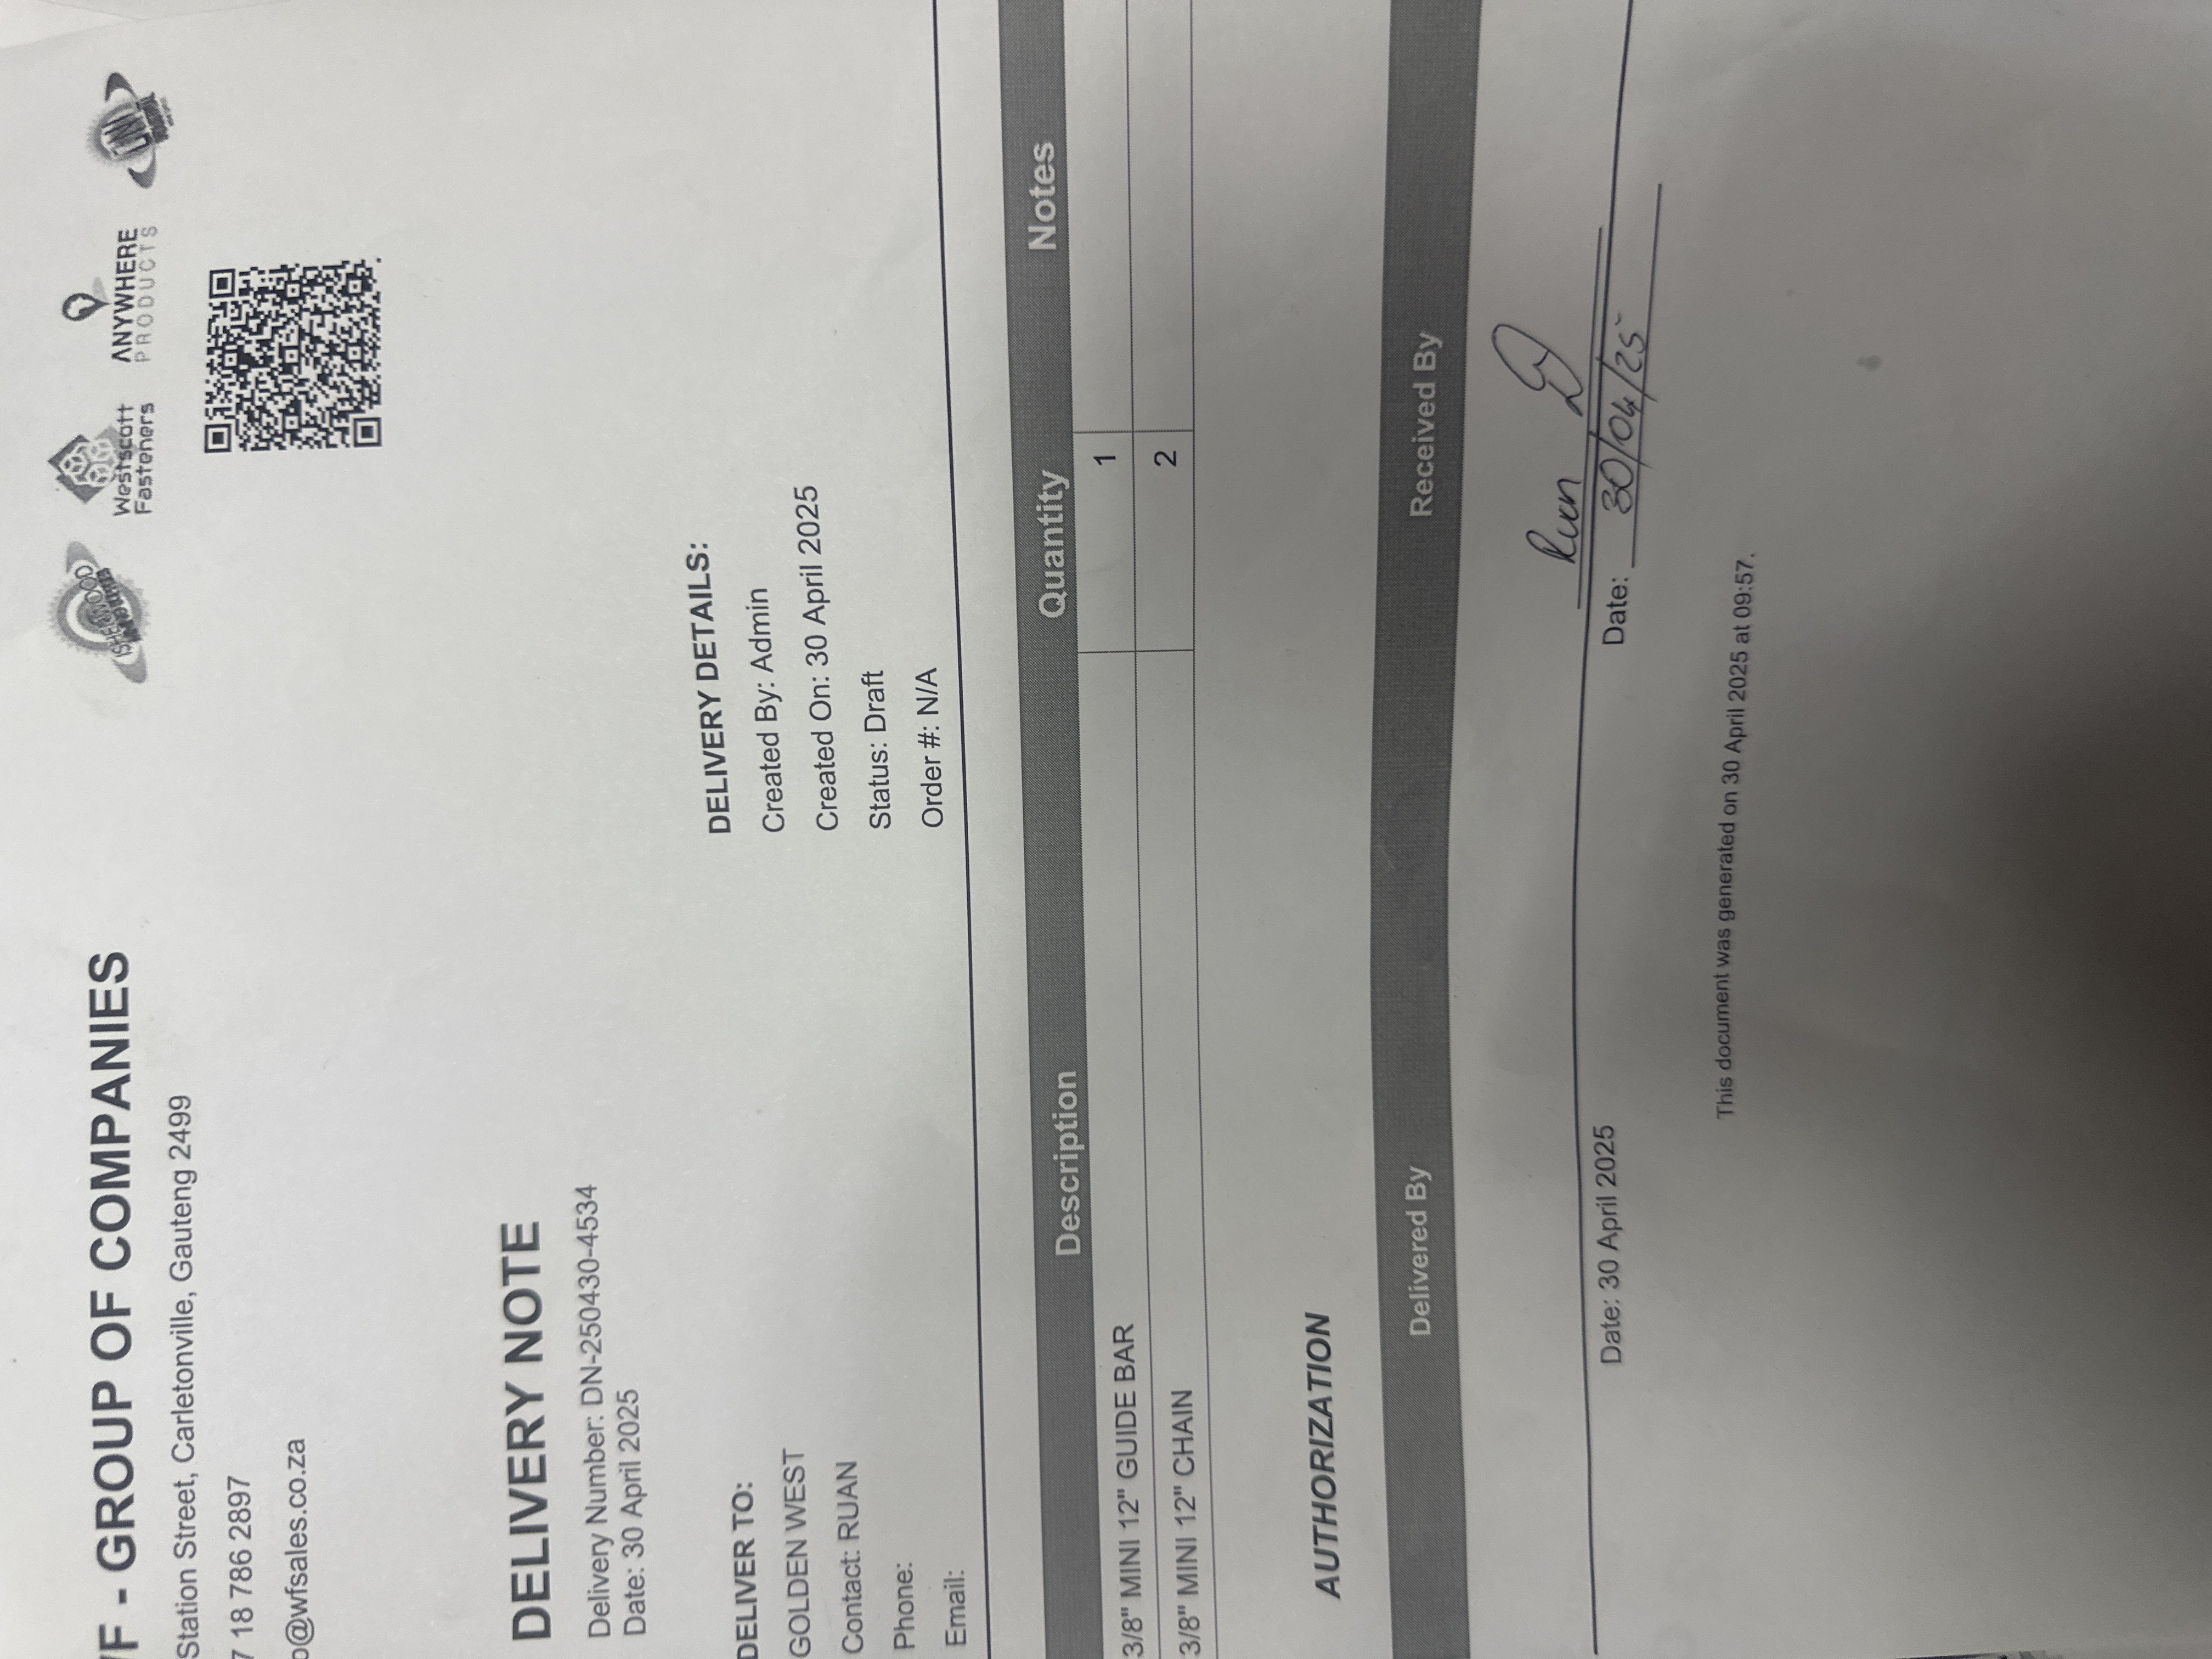 F - GROUP OF COMPANIES
Station Street, Carletonville, Gauteng 2499
7 18 786 2897
o@wfsales.co.za
ISHERWOOD
Westscott
Fasteners
ANYWHERE
PRODUCTS
DELIVERY NOTE
Delivery Number: DN-250430-4534
Date: 30 April 2025
DELIVER TO:
GOLDEN WEST
Contact: RUAN
Phone:
Email:
DELIVERY DETAILS:
Created By: Admin
Created On: 30 April 2025
Status: Draft
Order #: N/A
Description Quantity Notes
3/8" MINI 12" GUIDE BAR 1
3/8" MINI 12" CHAIN 2
AUTHORIZATION
Delivered By Received By
Ruan
Date: 30 April 2025 Date: 30/04/25
This document was generated on 30 April 2025 at 09:57.